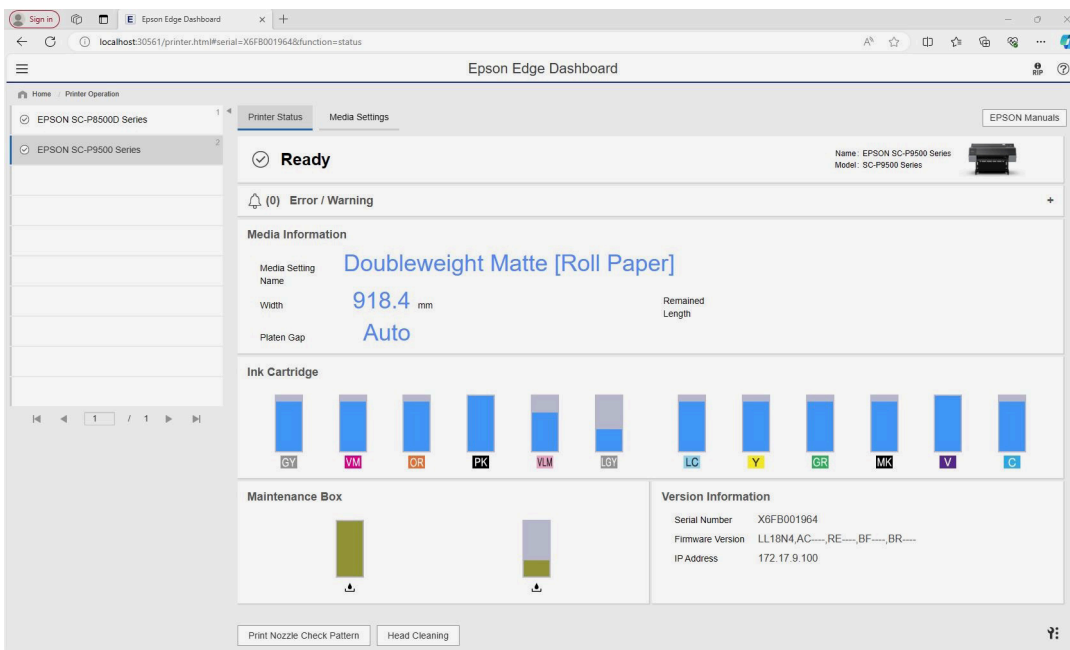 Sign in
E Epson Edge Dashboard
localhost:30561/printer.html#serial=X6FB001964&function=status
Epson Edge Dashboard
RIP
Home / Printer Operation
EPSON SC-P8500D Series 1
EPSON SC-P9500 Series 2
1 / 1
Printer Status Media Settings
EPSON Manuals
Ready
Name : EPSON SC-P9500 Series
Model : SC-P9500 Series
(0) Error / Warning
Media Information
Media Setting Name Doubleweight Matte [Roll Paper]
Width 918.4 mm
Remained Length
Platen Gap Auto
Ink Cartridge
GY VM OR PK VLM LGY LC Y GR MK V C
Maintenance Box
Version Information
Serial Number X6FB001964
Firmware Version LL18N4,AC----,RE----,BF----,BR----
IP Address 172.17.9.100
Print Nozzle Check Pattern Head Cleaning